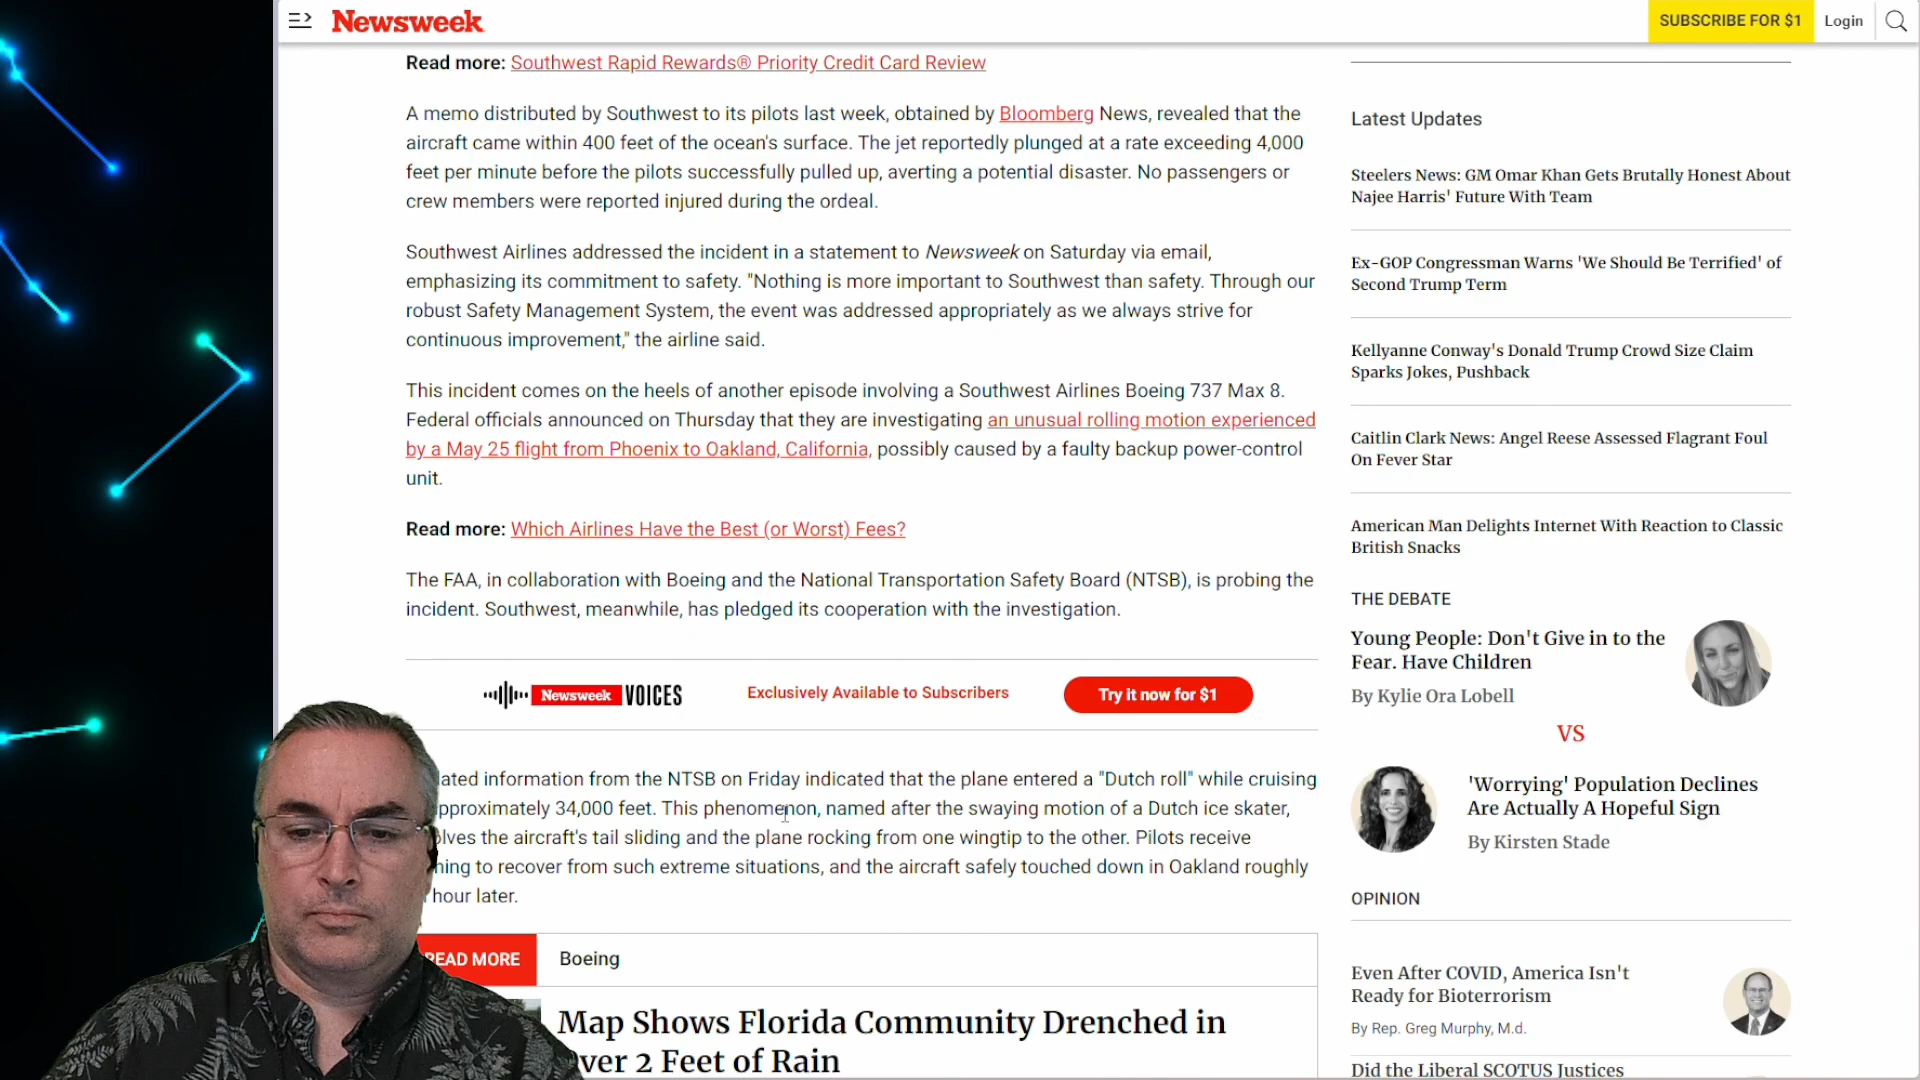 Newsweek
SUBSCRIBE FOR $1
Login
Read more: Southwest Rapid Rewards® Priority Credit Card Review
A memo distributed by Southwest to its pilots last week, obtained by Bloomberg News, revealed that the
aircraft came within 400 feet of the ocean's surface. The jet reportedly plunged at a rate exceeding 4,000
feet per minute before the pilots successfully pulled up, averting a potential disaster. No passengers or
crew members were reported injured during the ordeal.
Southwest Airlines addressed the incident in a statement to Newsweek on Saturday via email,
emphasizing its commitment to safety. "Nothing is more important to Southwest than safety. Through our
robust Safety Management System, the event was addressed appropriately as we always strive for
continuous improvement," the airline said.
This incident comes on the heels of another episode involving a Southwest Airlines Boeing 737 Max 8.
Federal officials announced on Thursday that they are investigating an unusual rolling motion experienced
by a May 25 flight from Phoenix to Oakland, California, possibly caused by a faulty backup power-control
unit.
Read more: Which Airlines Have the Best (or Worst) Fees?
The FAA, in collaboration with Boeing and the National Transportation Safety Board (NTSB), is probing the
incident. Southwest, meanwhile, has pledged its cooperation with the investigation.
Newsweek VOICES
Exclusively Available to Subscribers
Try it now for $1
information from the NTSB on Friday indicated that the plane entered a "Dutch roll" while cruising
approximately 34,000 feet. This phenomenon, named after the swaying motion of a Dutch ice skater,
the aircraft's tail sliding and the plane rocking from one wingtip to the other. Pilots receive
to recover from such extreme situations, and the aircraft safely touched down in Oakland roughly
hour later.
READ MORE
Boeing
Map Shows Florida Community Drenched in
Over 2 Feet of Rain
Latest Updates
Steelers News: GM Omar Khan Gets Brutally Honest About
Najee Harris' Future With Team
Ex-GOP Congressman Warns 'We Should Be Terrified' of
Second Trump Term
Kellyanne Conway's Donald Trump Crowd Size Claim
Sparks Jokes, Pushback
Caitlin Clark News: Angel Reese Assessed Flagrant Foul
On Fever Star
American Man Delights Internet With Reaction to Classic
British Snacks
THE DEBATE
Young People: Don't Give in to the
Fear. Have Children
By Kylie Ora Lobell
VS
'Worrying' Population Declines
Are Actually A Hopeful Sign
By Kirsten Stade
OPINION
Even After COVID, America Isn't
Ready for Bioterrorism
By Rep. Greg Murphy, M.d.
Did the Liberal SCOTUS Justices